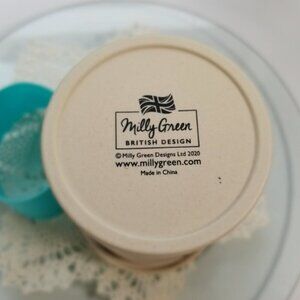 Milly Green
BRITISH DESIGN
© Milly Green Designs Ltd 2020
www.millygreen.com
Made in China